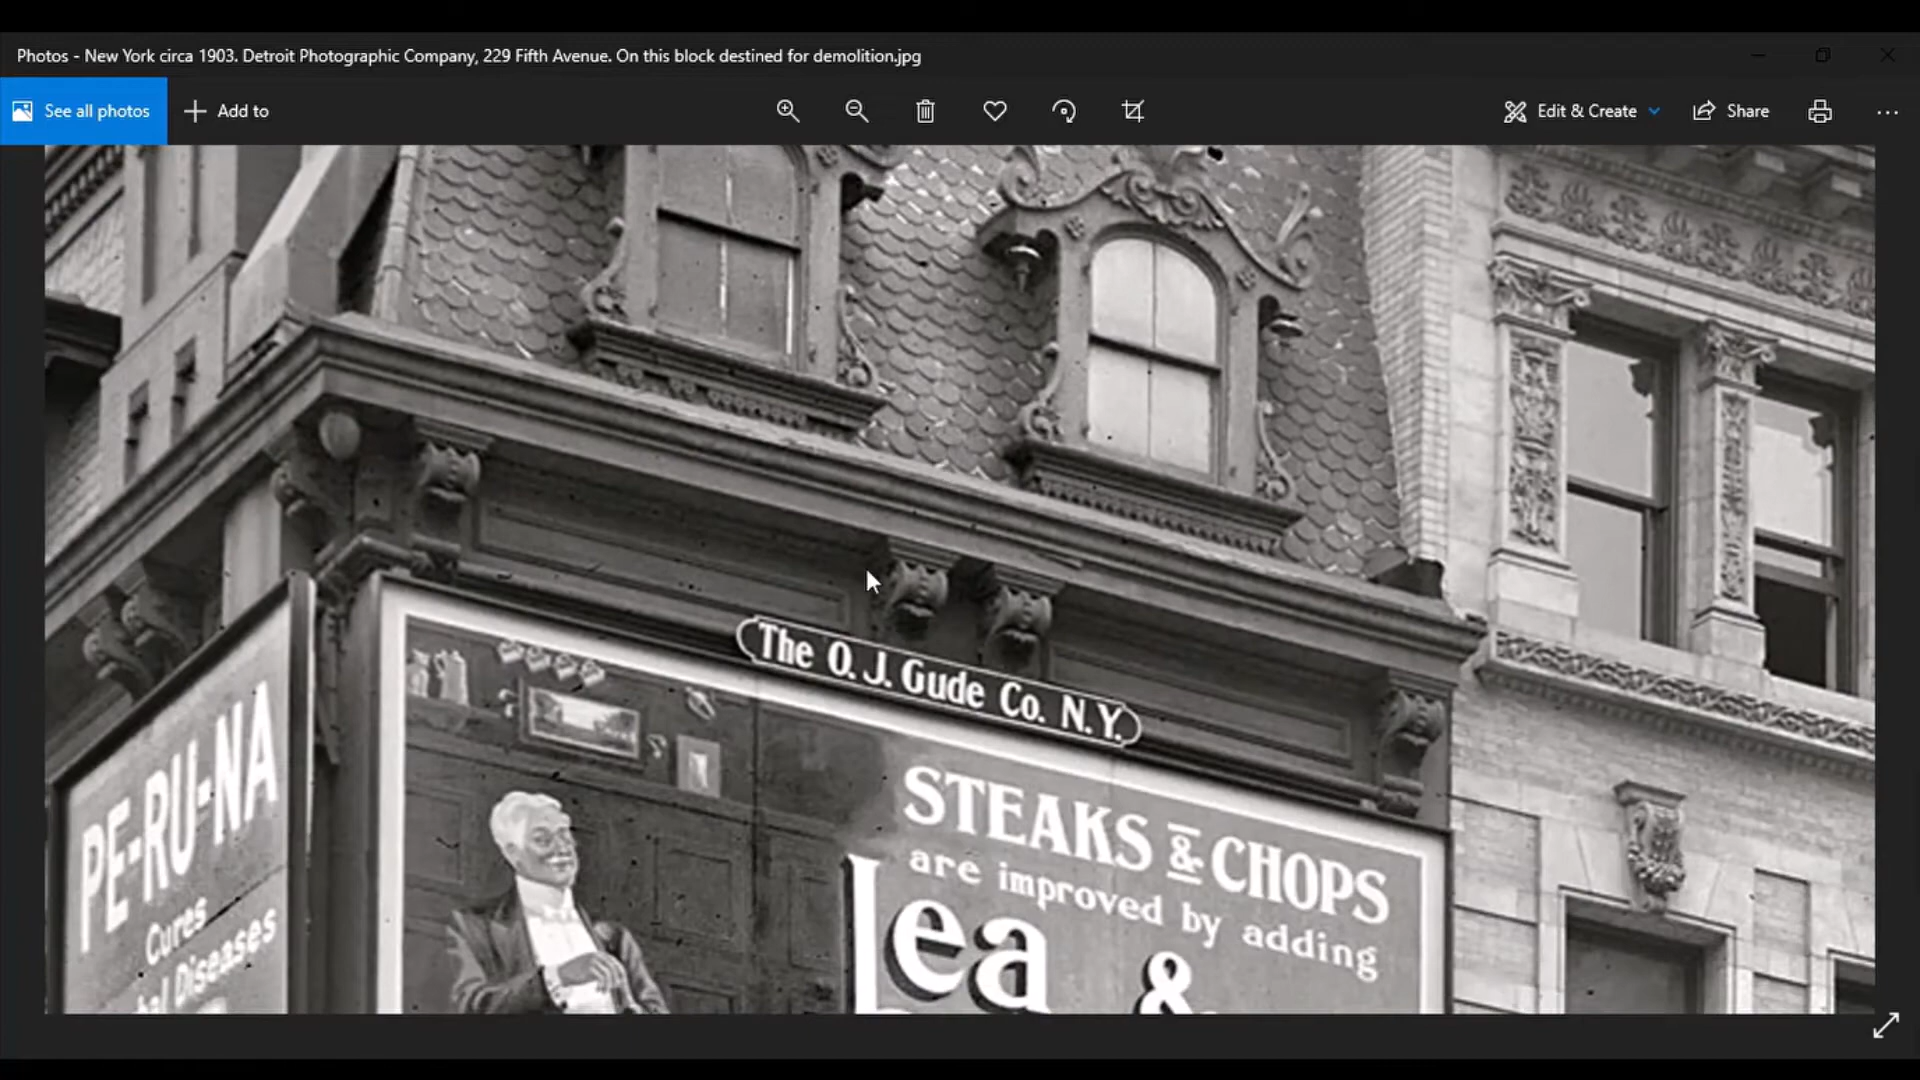 Photos - New York circa 1903. Detroit Photographic Company, 229 Fifth Avenue. On this block destined for demolition.jpg
See all photos
Add to
Edit & Create
Share
The O. J. Gude Co. N.Y.
STEAKS & CHOPS
are improved by adding
Lea
&
PE-RU-NA
Cures
Diseases